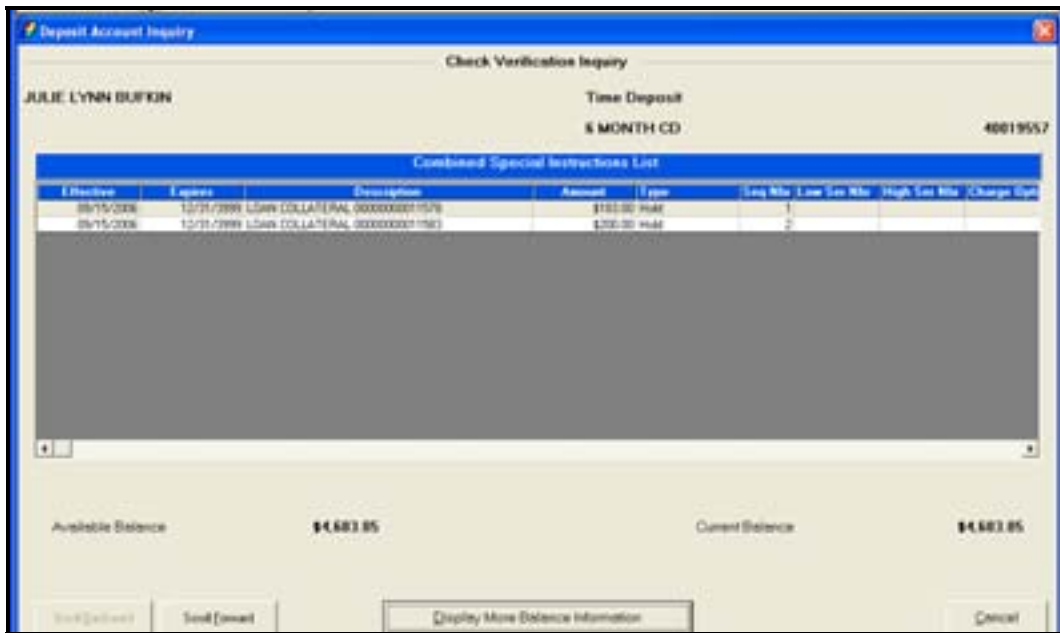 Deposit Account Inquiry
Check Verification Inquiry
JULIE LYNN BUFKIN Time Deposit
6 MONTH CD 40019557
Combined Special Instructions List
Effective Expires Description Amount Type Seq Nbr Low Ser Nbr High Ser Nbr Charge Opti
09/15/2006 12/31/3999 LOAN COLLATERAL Hold 1
09/15/2006 12/31/3999 LOAN COLLATERAL $200.00 Hold 2
Available Balance $4,683.85 Current Balance $4,683.85
Scroll Backward Scroll Forward Display More Balance Information Cancel